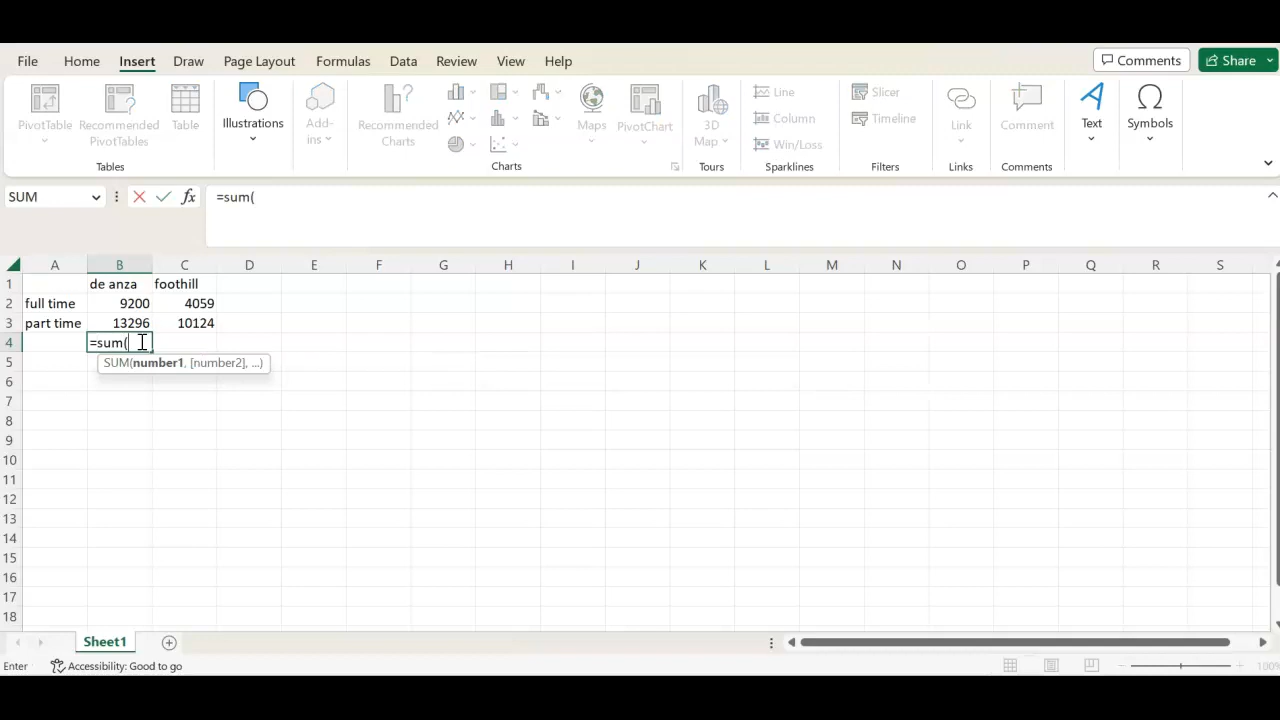 File Home Insert Draw Page Layout Formulas Data Review View Help Comments Share
PivotTable Recommended PivotTables Table Illustrations Add-ins Recommended Charts Maps PivotChart 3D Map Line Column Win/Loss Slicer Timeline Link Comment Text Symbols
Tables Charts Tours Sparklines Filters Links Comments
SUM fx =sum(
A B C D E F G H I J K L M N O P Q R S
1 de anza foothill
2 full time 9200 4059
3 part time 13296 10124
4 =sum(
SUM(number1, [number2], ...)
5
6
7
8
9
10
11
12
13
14
15
16
17
18
Sheet1
Enter Accessibility: Good to go 100%